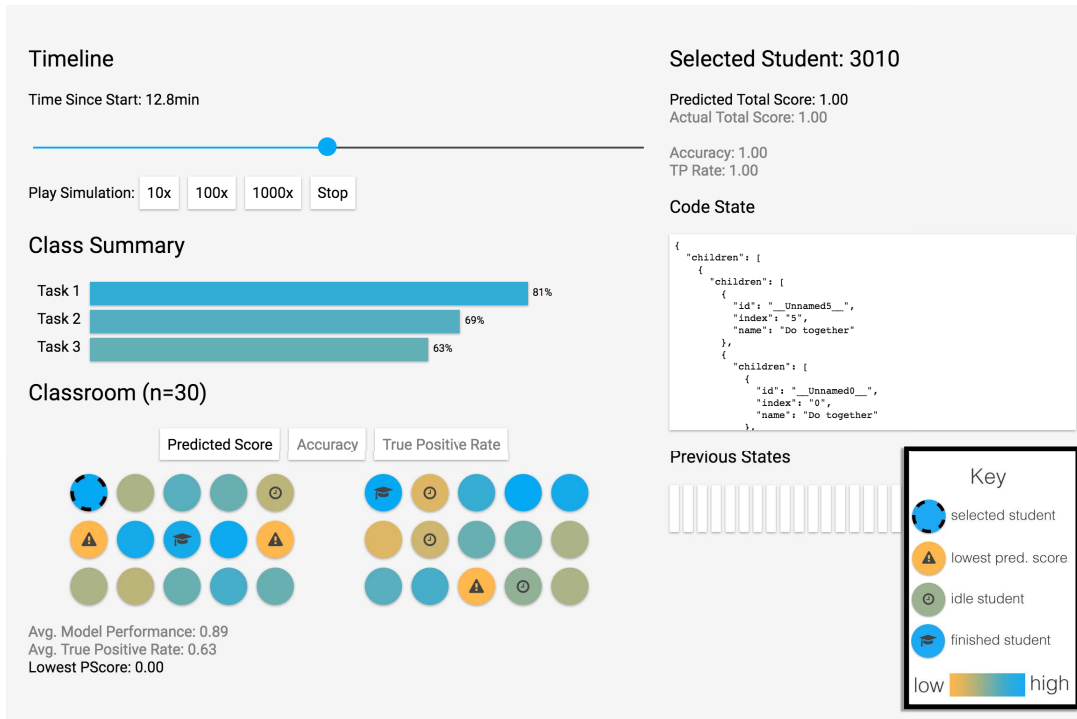 Timeline
Time Since Start: 12.8min
Play Simulation: 10x 100x 1000x Stop
Class Summary
Task 1 81%
Task 2 69%
Task 3 63%
Classroom (n=30)
Predicted Score Accuracy True Positive Rate
Avg. Model Performance: 0.89
Avg. True Positive Rate: 0.63
Lowest PScore: 0.00
Selected Student: 3010
Predicted Total Score: 1.00
Actual Total Score: 1.00
Accuracy: 1.00
TP Rate: 1.00
Code State
{
"children": [
{
"children": [
{
"id": "__Unnamed5__",
"index": "5",
"name": "Do together"
},
{
"children": [
{
"id": "__Unnamed0__",
"index": "0",
"name": "Do together"
},
Previous States
Key
selected student
lowest pred. score
idle student
finished student
low high